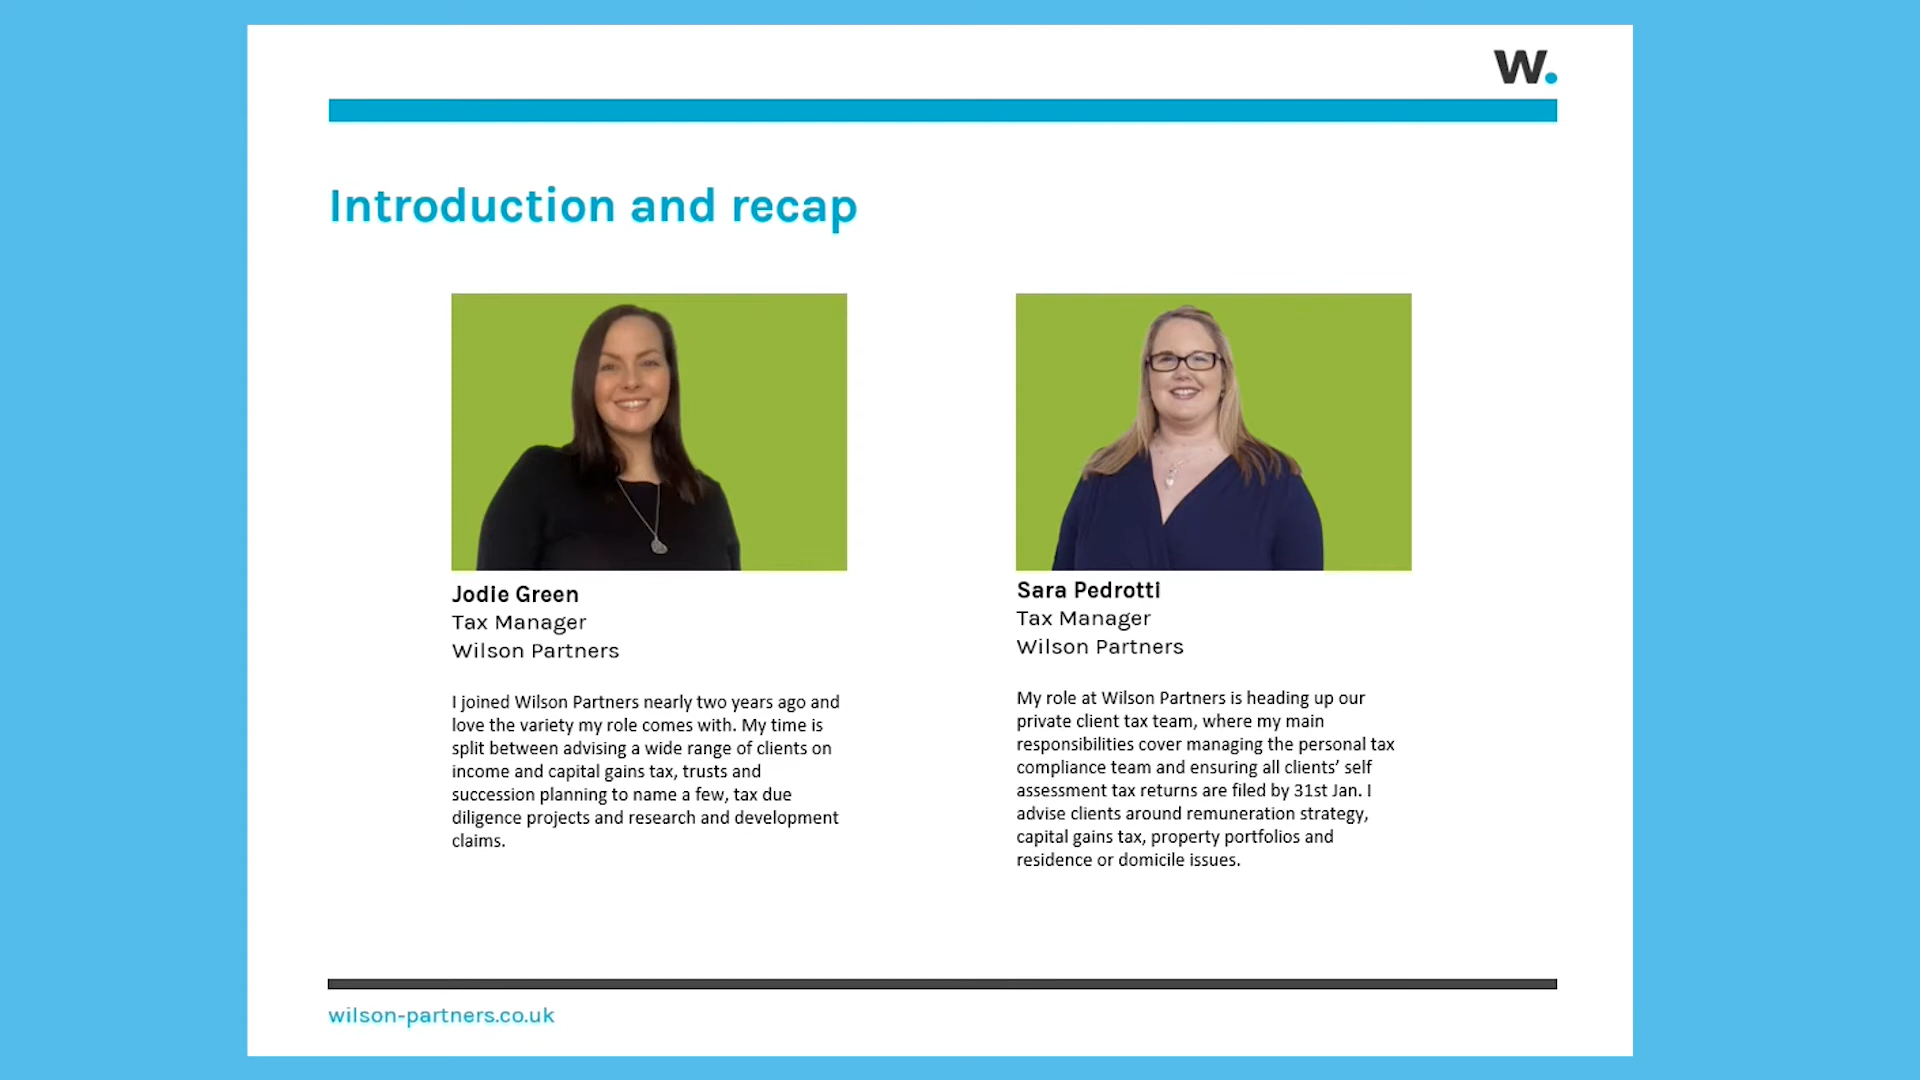 W.
Introduction and recap
Jodie Green
Tax Manager
Wilson Partners
I joined Wilson Partners nearly two years ago and
love the variety my role comes with. My time is
split between advising a wide range of clients on
income and capital gains tax, trusts and
succession planning to name a few, tax due
diligence projects and research and development
claims.
Sara Pedrotti
Tax Manager
Wilson Partners
My role at Wilson Partners is heading up our
private client tax team, where my main
responsibilities cover managing the personal tax
compliance team and ensuring all clients’ self
assessment tax returns are filed by 31st Jan. I
advise clients around remuneration strategy,
capital gains tax, property portfolios and
residence or domicile issues.
wilson-partners.co.uk